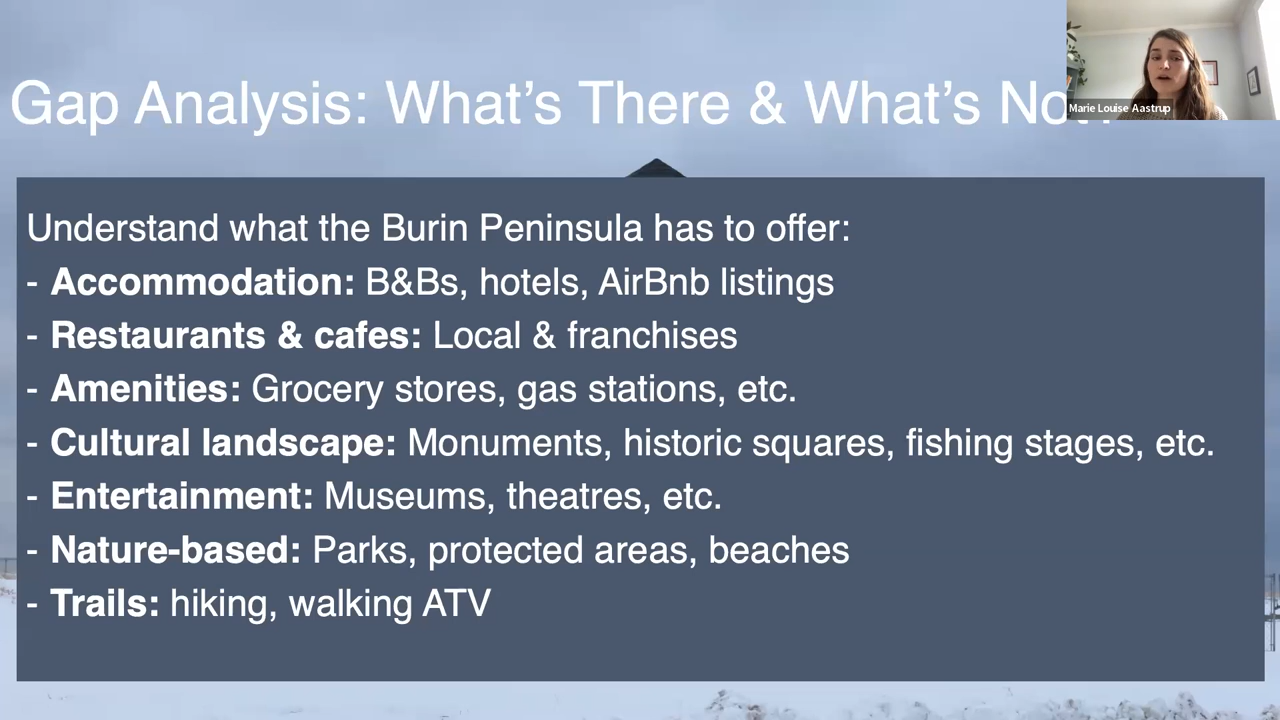 Gap Analysis: What's There & What's Not?
Marie Louise Aastrup
Understand what the Burin Peninsula has to offer:
- Accommodation: B&Bs, hotels, AirBnb listings
- Restaurants & cafes: Local & franchises
- Amenities: Grocery stores, gas stations, etc.
- Cultural landscape: Monuments, historic squares, fishing stages, etc.
- Entertainment: Museums, theatres, etc.
- Nature-based: Parks, protected areas, beaches
- Trails: hiking, walking ATV